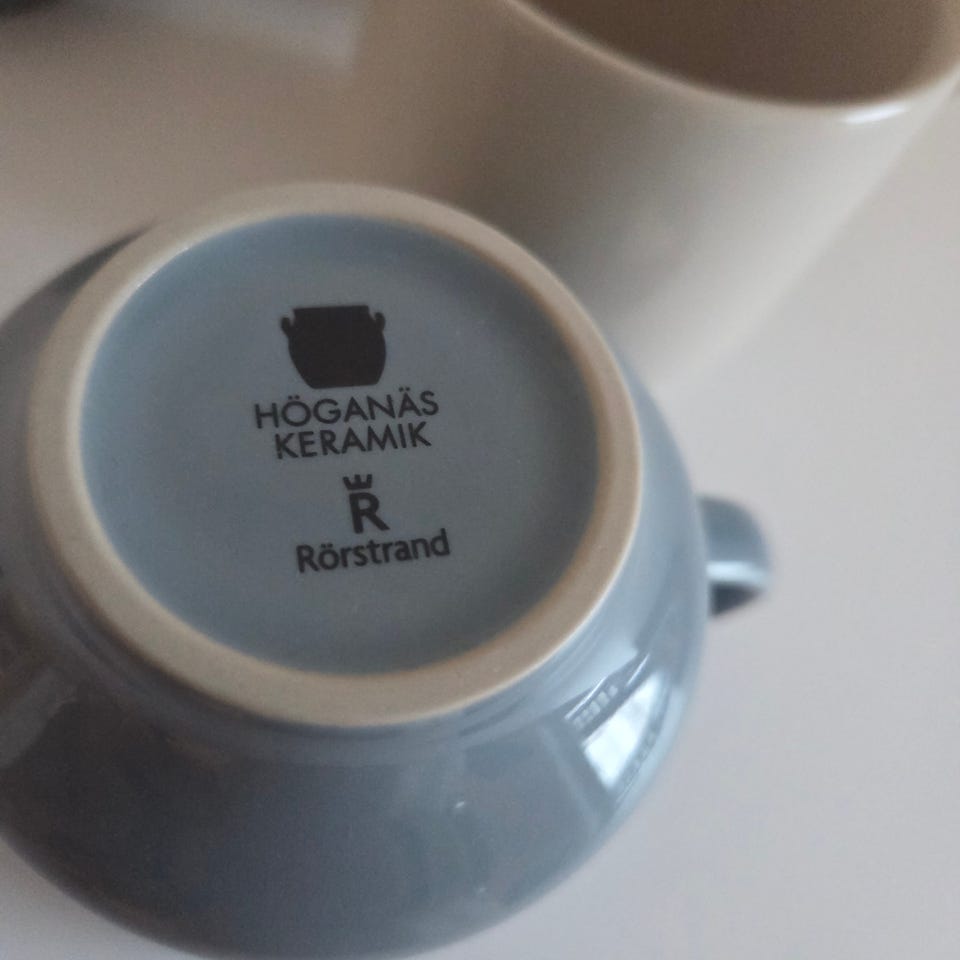 HÖGANÄS
KERAMIK
R
Rörstrand